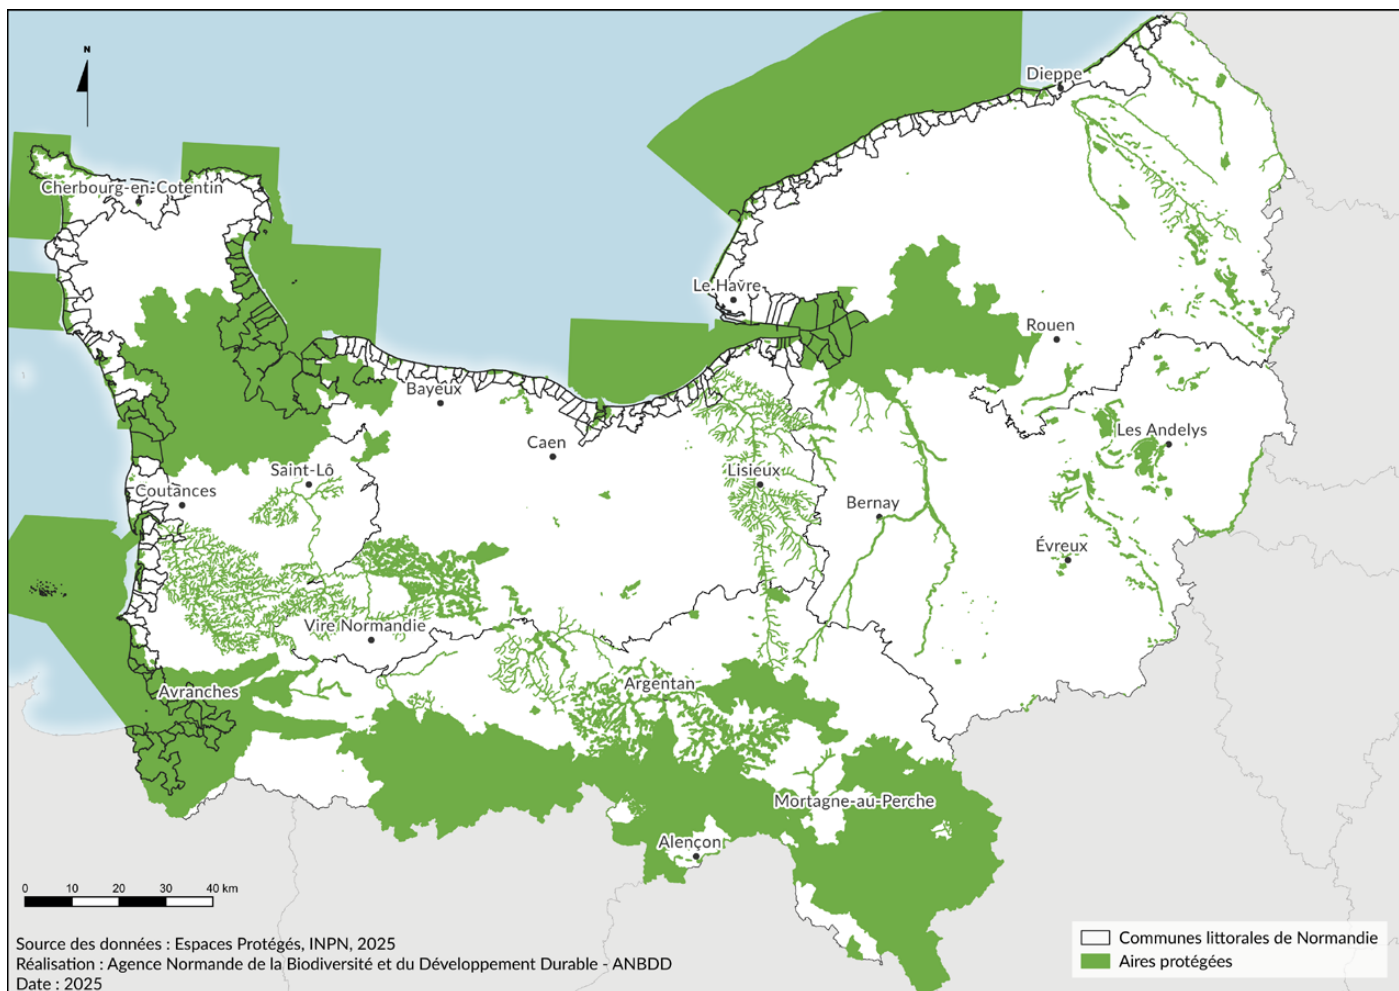 N
Dieppe
Cherbourg-en-Cotentin
Le Havre
Rouen
Bayeux
Les Andelys
Caen
Saint-Lô
Lisieux
Coutances
Bernay
Évreux
Vire Normandie
Argentan
Avranches
Mortagne-au-Perche
Alençon
0 10 20 30 40 km
Source des données : Espaces Protégés, INPN, 2025
Réalisation : Agence Normande de la Biodiversité et du Développement Durable - ANBDD
Date : 2025
Communes littorales de Normandie
Aires protégées